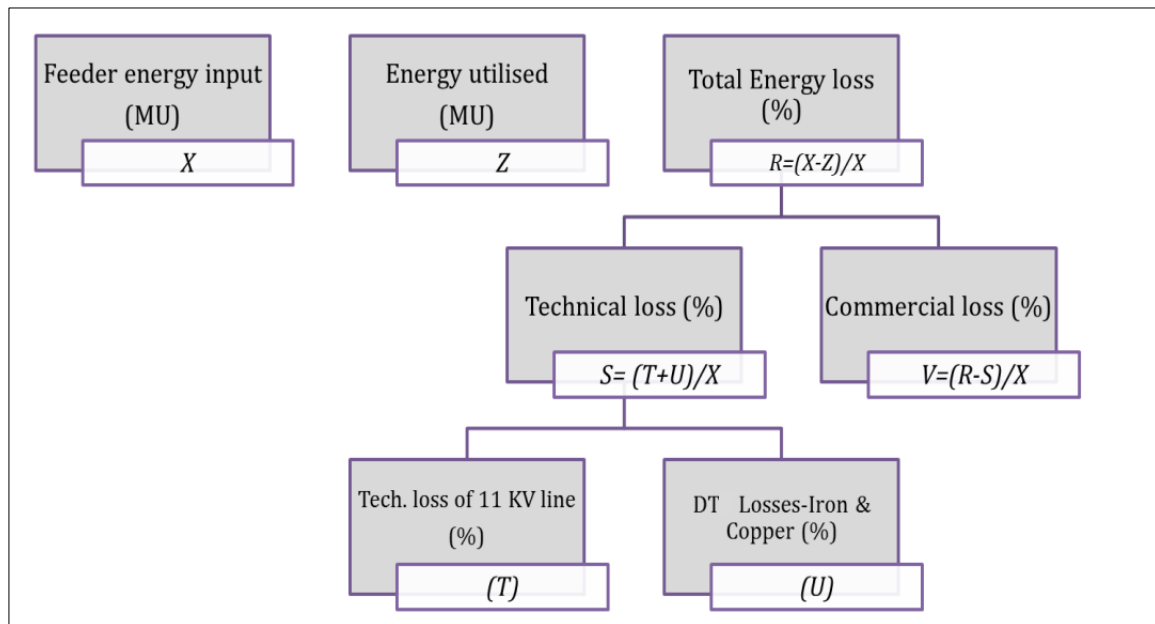 Feeder energy input
(MU)
X
Energy utilised
(MU)
Z
Total Energy loss
(%)
R=(X-Z)/X
Technical loss (%)
S= (T+U)/X
Commercial loss (%)
V=(R-S)/X
Tech. loss of 11 KV line
(%)
(T)
DT Losses-Iron &
Copper (%)
(U)